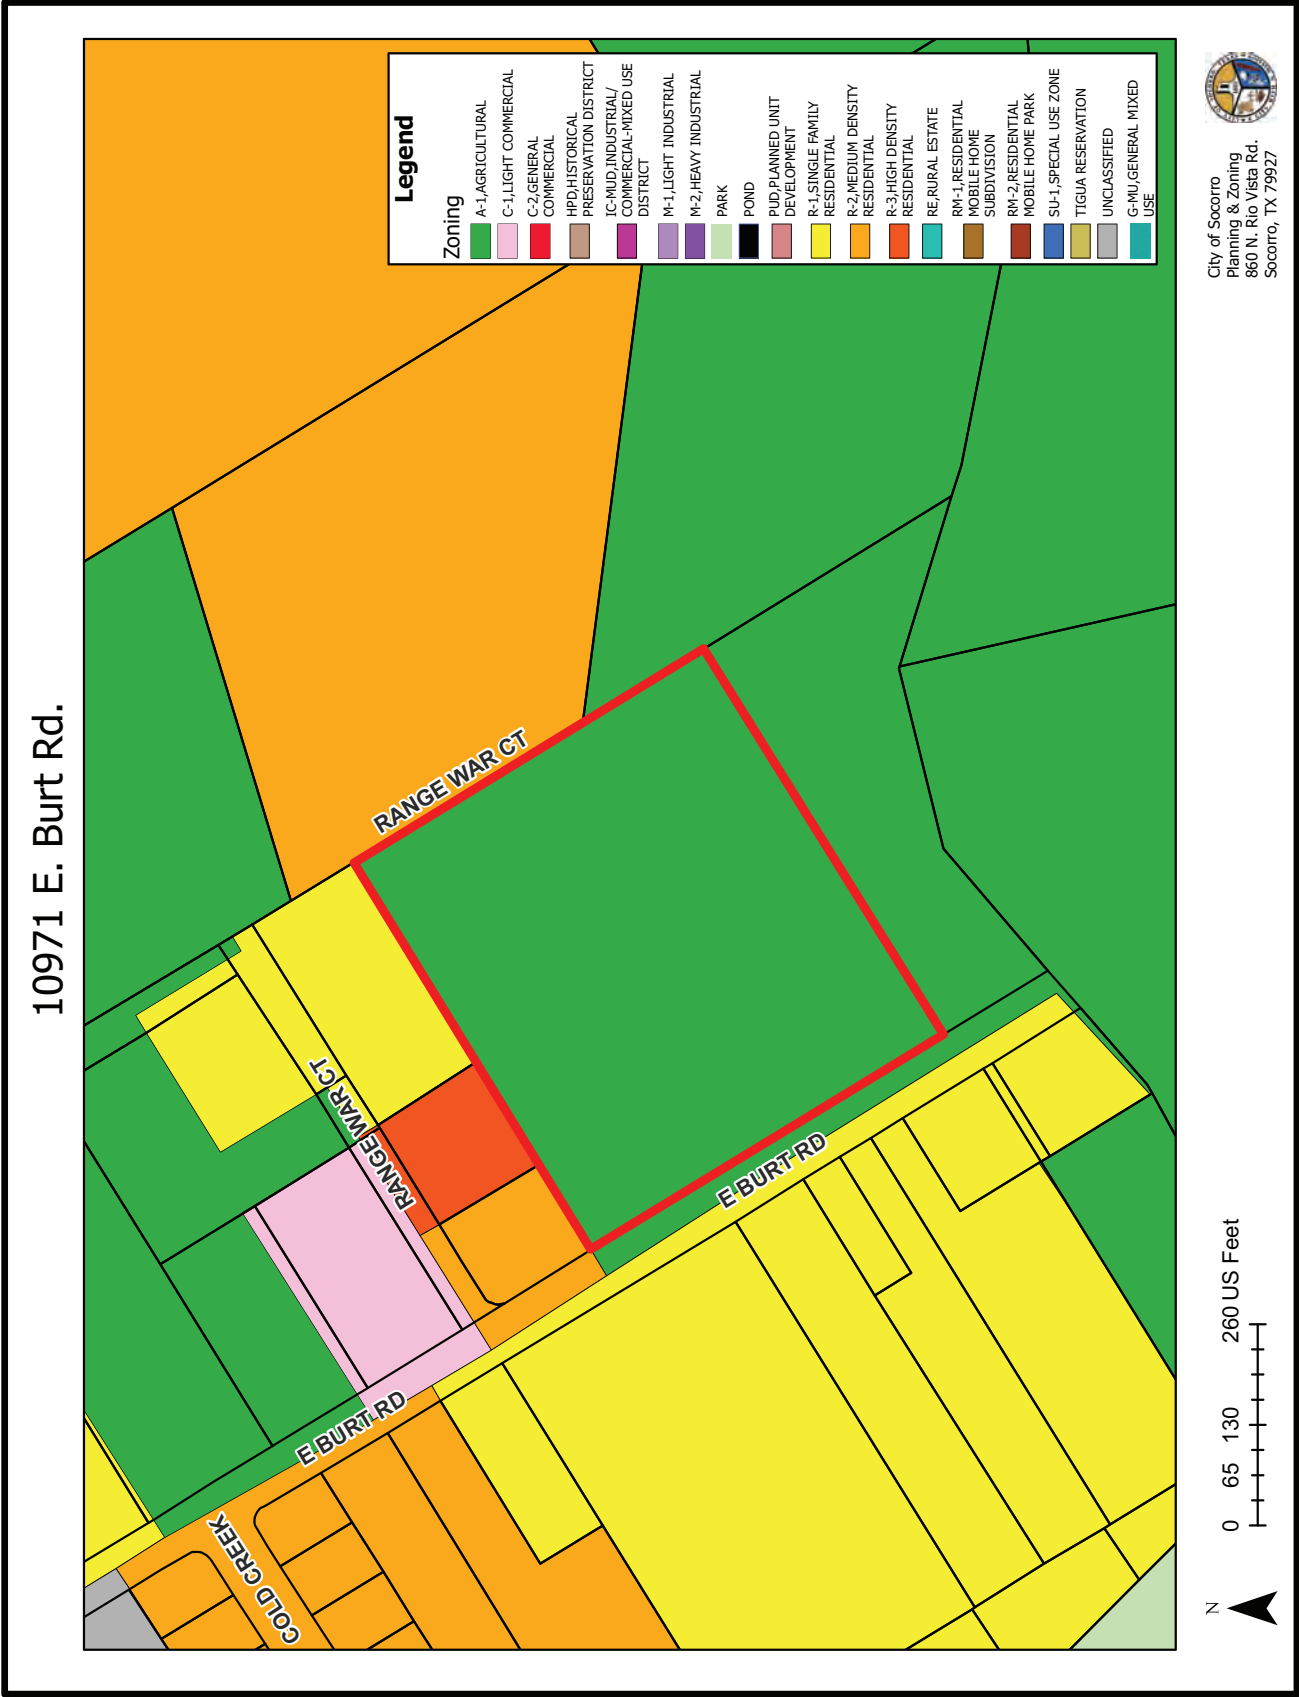 10971 E. Burt Rd.
RANGE WAR CT
RANGE WAR CT
E BURT RD
E BURT RD
COLD CREEK
Legend
Zoning
A-1,AGRICULTURAL
C-1,LIGHT COMMERCIAL
C-2,GENERAL
COMMERCIAL
HPD,HISTORICAL
PRESERVATION DISTRICT
IC-MUD,INDUSTRIAL/
COMMERCIAL-MIXED USE
DISTRICT
M-1,LIGHT INDUSTRIAL
M-2,HEAVY INDUSTRIAL
PARK
POND
PUD,PLANNED UNIT
DEVELOPMENT
R-1,SINGLE FAMILY
RESIDENTIAL
R-2,MEDIUM DENSITY
RESIDENTIAL
R-3,HIGH DENSITY
RESIDENTIAL
RE,RURAL ESTATE
RM-1,RESIDENTIAL
MOBILE HOME
SUBDIVISION
RM-2,RESIDENTIAL
MOBILE HOME PARK
SU-1,SPECIAL USE ZONE
TIGUA RESERVATION
UNCLASSIFIED
G-MU,GENERAL MIXED
USE
N
0 65 130 260 US Feet
City of Socorro
Planning & Zoning
860 N. Rio Vista Rd.
Socorro, TX 79927